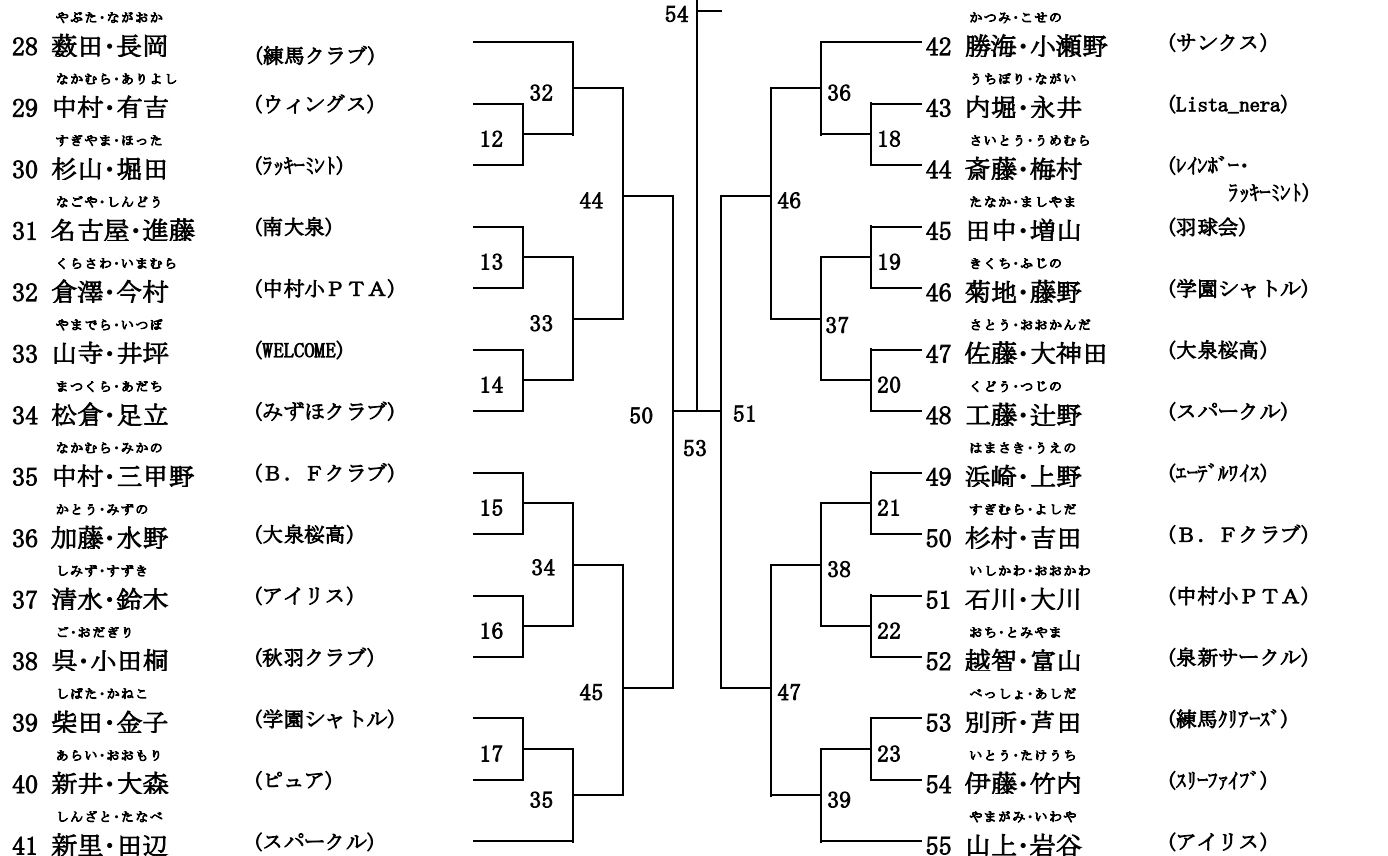 54
やぶた・ながおか
28 薮田・長岡 (練馬クラブ)
なかむら・ありよし
29 中村・有吉 (ウィングス)
すぎやま・ほった
30 杉山・堀田 (ﾗｯｷｰﾐﾝﾄ)
なごや・しんどう
31 名古屋・進藤 (南大泉)
くらさわ・いまむら
32 倉澤・今村 (中村小ＰＴＡ)
やまでら・いつぼ
33 山寺・井坪 (WELCOME)
まつくら・あだち
34 松倉・足立 (みずほクラブ)
なかむら・みかの
35 中村・三甲野 (Ｂ．Ｆクラブ)
かとう・みずの
36 加藤・水野 (大泉桜高)
しみず・すずき
37 清水・鈴木 (アイリス)
ご・おだぎり
38 呉・小田桐 (秋羽クラブ)
しばた・かねこ
39 柴田・金子 (学園シャトル)
あらい・おおもり
40 新井・大森 (ピュア)
しんざと・たなべ
41 新里・田辺 (スパークル)
32
12
44
13
33
14
50
15
34
16
45
17
35
53
51
36
18
46
19
37
20
21
38
22
47
23
39
かつみ・こせの
42 勝海・小瀬野 (サンクス)
うちぼり・ながい
43 内堀・永井 (Lista_nera)
さいとう・うめむら
44 斎藤・梅村 (ﾚｲﾝﾎﾞｰ・
ﾗｯｷｰﾐﾝﾄ)
たなか・ましやま
45 田中・増山 (羽球会)
きくち・ふじの
46 菊地・藤野 (学園シャトル)
さとう・おおかんだ
47 佐藤・大神田 (大泉桜高)
くどう・つじの
48 工藤・辻野 (スパークル)
はまさき・うえの
49 浜崎・上野 (ｴｰﾃﾞﾙﾜｲｽ)
すぎむら・よしだ
50 杉村・吉田 (Ｂ．Ｆクラブ)
いしかわ・おおかわ
51 石川・大川 (中村小ＰＴＡ)
おち・とみやま
52 越智・富山 (泉新サークル)
べっしょ・あしだ
53 別所・芦田 (練馬ｸﾘｱｰｽﾞ)
いとう・たけうち
54 伊藤・竹内 (ｽﾘｰﾌｧｲﾌﾞ)
やまがみ・いわや
55 山上・岩谷 (アイリス)